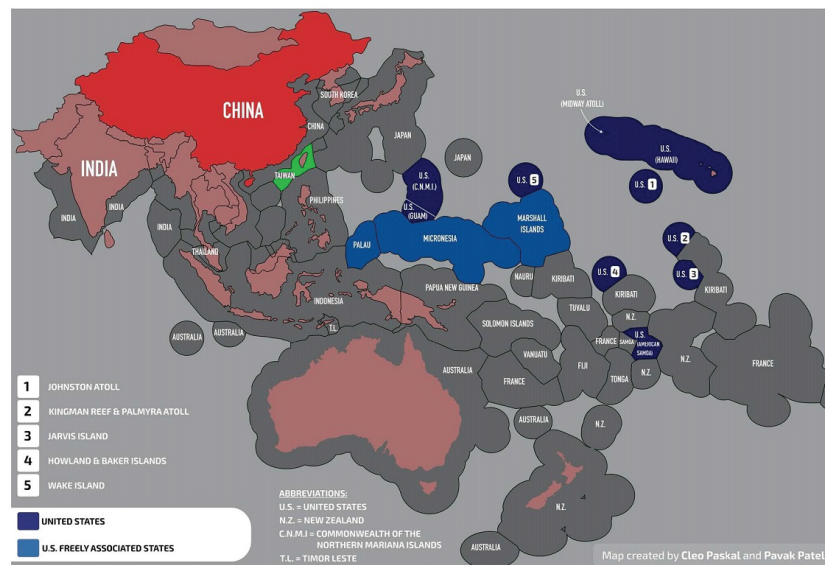 U.S.
(MIDWAY ATOLL)
SOUTH KOREA
CHINA
CHINA
JAPAN
JAPAN
U.S.
(HAWAII)
INDIA
TAIWAN
U.S.
(C.N.M.I.)
U.S. 5
U.S. 1
INDIA
INDIA
PHILIPPINES
U.S.
(GUAM)
MARSHALL
ISLANDS
INDIA
THAILAND
PALAU
MICRONESIA
U.S. 2
NAURU
KIRIBATI
U.S. 4
U.S. 3
PAPUA NEW GUINEA
KIRIBATI
KIRIBATI
INDONESIA
TUVALU
N.Z.
T.L.
SOLOMON ISLANDS
AUSTRALIA
AUSTRALIA
FRANCE
SAMOA
U.S.
(AMERICAN
SAMOA)
VANUATU
N.Z.
FRANCE
AUSTRALIA
FIJI
FRANCE
TONGA
N.Z.
AUSTRALIA
N.Z.
N.Z.
AUSTRALIA
1 JOHNSTON ATOLL
2 KINGMAN REEF & PALMYRA ATOLL
3 JARVIS ISLAND
4 HOWLAND & BAKER ISLANDS
5 WAKE ISLAND
UNITED STATES
U.S. FREELY ASSOCIATED STATES
ABBREVIATIONS:
U.S. = UNITED STATES
N.Z. = NEW ZEALAND
C.N.M.I = COMMONWEALTH OF THE
NORTHERN MARIANA ISLANDS
T.L. = TIMOR LESTE
Map created by Cleo Paskal and Pavak Patel